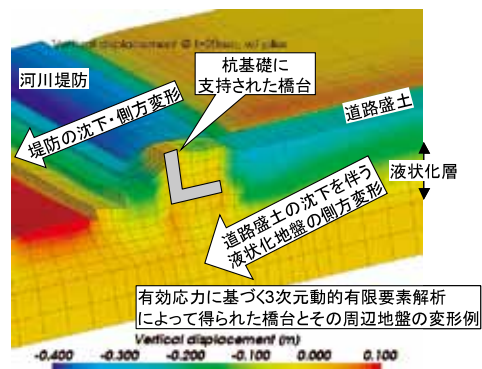 Vertical displacement @ t=20sec, w/ piles
杭基礎に
支持された橋台
河川堤防
道路盛土
堤防の沈下・側方変形
液状化層
道路盛土の沈下を伴う
液状化地盤の側方変形
有効応力に基づく3次元動的有限要素解析
によって得られた橋台とその周辺地盤の変形例
Vertical displacement (m)
-0.400 -0.300 -0.200 -0.100 0.000 0.100